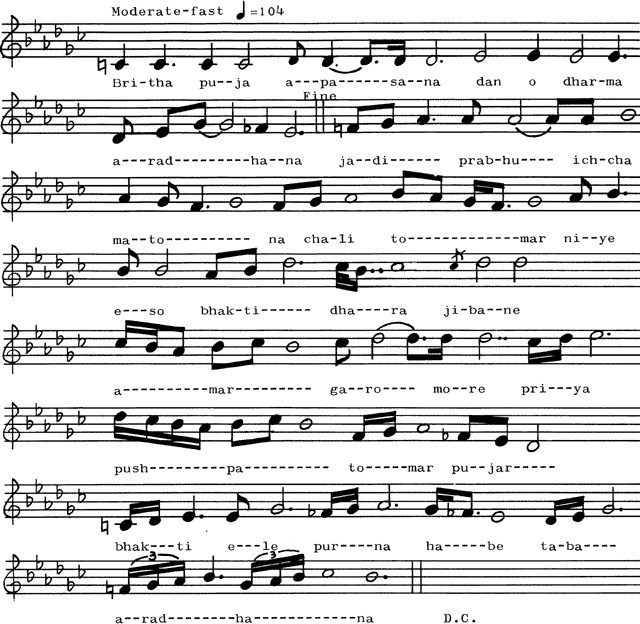 Moderate-fast ♩=104
Bri-tha pu--ja a---pa------sa---na dan o dhar-ma
Fine
a---rad---------ha---na ja--di------ prab--hu---- ich-cha
ma--to----------- na cha-li to--------------mar ni--ye
e---so bhak-ti------ dha----ra ji-ba--ne
a---------mar--------- ga--ro---- mo--re pri---ya
push---------pa---------- to-----mar pu--jar-----
bhak----ti e---le pur----na ha----be ta-ba----
3 3
a---rad------ha-----------na D.C.